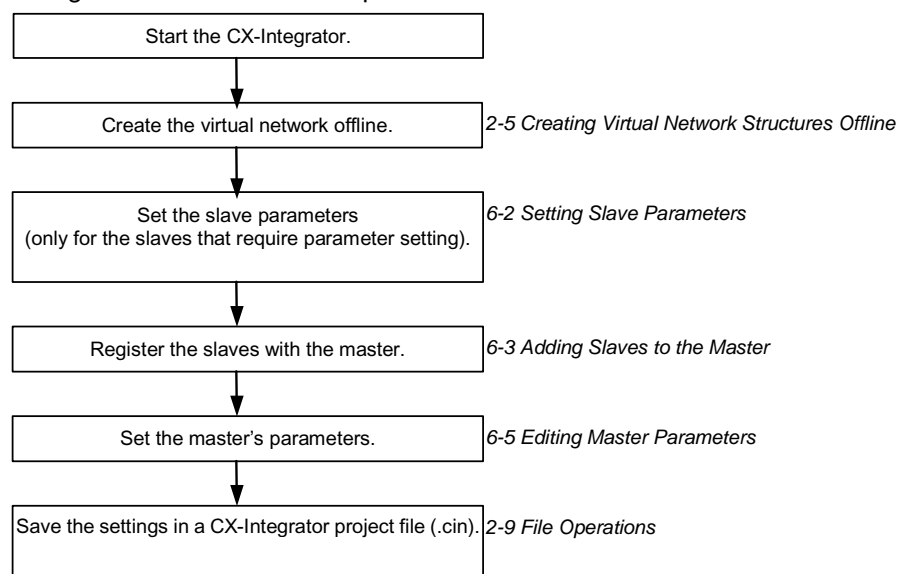 Start the CX-Integrator.
Create the virtual network offline.
2-5 Creating Virtual Network Structures Offline
Set the slave parameters
(only for the slaves that require parameter setting).
6-2 Setting Slave Parameters
Register the slaves with the master.
6-3 Adding Slaves to the Master
Set the master's parameters.
6-5 Editing Master Parameters
Save the settings in a CX-Integrator project file (.cin).
2-9 File Operations